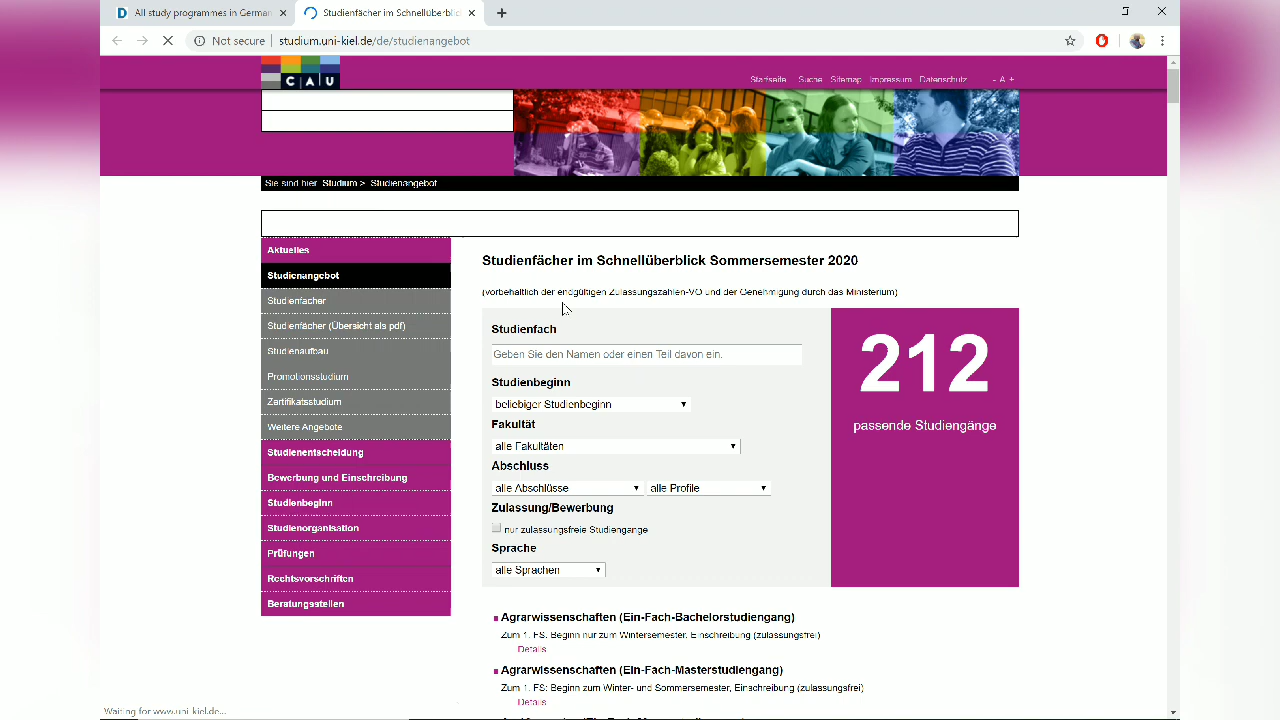 All study programmes in German
Studienfächer im Schnellüberblic
Not secure
studium.uni-kiel.de/de/studienangebot
C|A|U
Startseite Suche Sitemap Impressum Datenschutz - A +
Sie sind hier Studium > Studienangebot
Aktuelles
Studienangebot
Studienfächer
Studienfächer (Übersicht als pdf)
Studienaufbau
Promotionsstudium
Zertifikatsstudium
Weitere Angebote
Studienentscheidung
Bewerbung und Einschreibung
Studienbeginn
Studienorganisation
Prüfungen
Rechtsvorschriften
Beratungsstellen
Studienfächer im Schnellüberblick Sommersemester 2020
(vorbehaltlich der endgültigen Zulassungszahlen-VO und der Genehmigung durch das Ministerium)
Studienfach
Geben Sie den Namen oder einen Teil davon ein.
Studienbeginn
beliebiger Studienbeginn
Fakultät
alle Fakultäten
Abschluss
alle Abschlüsse alle Profile
Zulassung/Bewerbung
nur zulassungsfreie Studiengänge
Sprache
alle Sprachen
212
passende Studiengänge
Agrarwissenschaften (Ein-Fach-Bachelorstudiengang)
Zum 1. FS: Beginn nur zum Wintersemester, Einschreibung (zulassungsfrei)
Details
Agrarwissenschaften (Ein-Fach-Masterstudiengang)
Zum 1. FS: Beginn zum Winter- und Sommersemester, Einschreibung (zulassungsfrei)
Details
Waiting for www.uni-kiel.de...